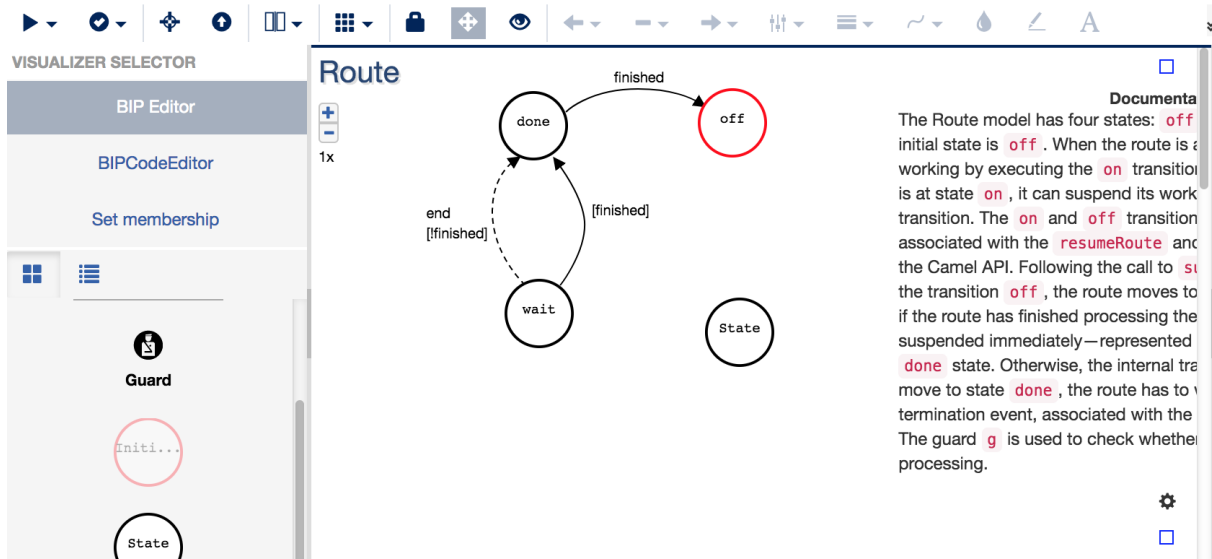 VISUALIZER SELECTOR
BIP Editor
BIPCodeEditor
Set membership
Guard
Initi...
State
Route
+
-
1x
finished
done
off
end
[!finished]
[finished]
wait
State
Documenta
The Route model has four states: off
initial state is off. When the route is a
working by executing the on transition
is at state on, it can suspend its work
transition. The on and off transition
associated with the resumeRoute and
the Camel API. Following the call to su
the transition off, the route moves to
if the route has finished processing the
suspended immediately—represented
done state. Otherwise, the internal tra
move to state done, the route has to w
termination event, associated with the
The guard g is used to check whether
processing.
A